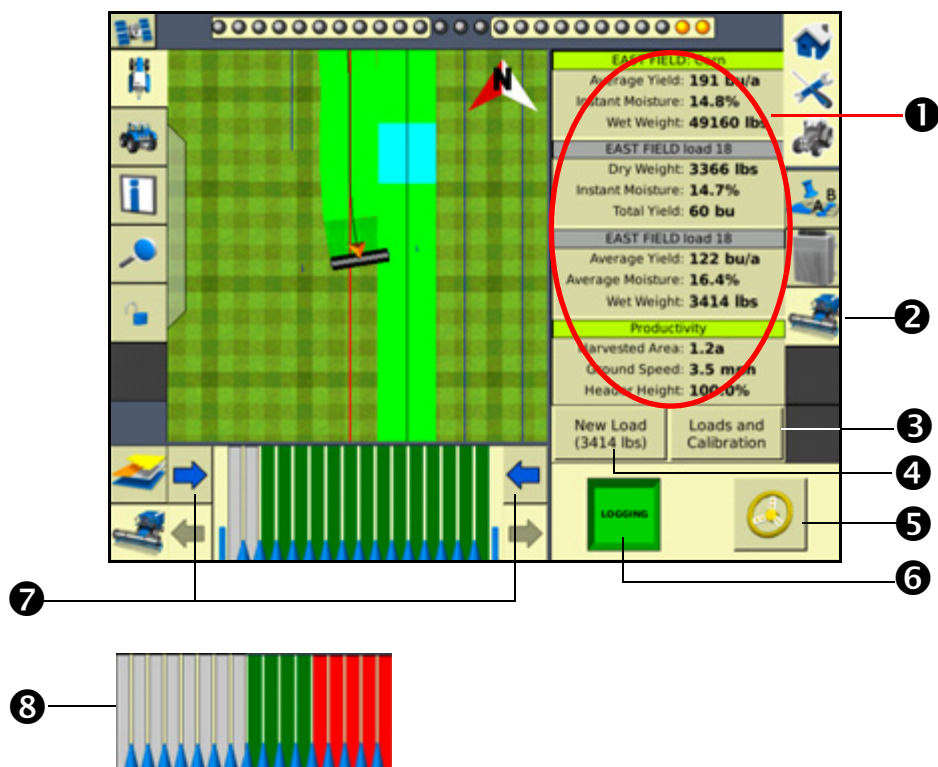 N
EAST FIELD: Corn
Average Yield: 191 bu/a
Instant Moisture: 14.8%
Wet Weight: 49160 lbs
EAST FIELD load 18
Dry Weight: 3366 lbs
Instant Moisture: 14.7%
Total Yield: 60 bu
EAST FIELD load 18
Average Yield: 122 bu/a
Average Moisture: 16.4%
Wet Weight: 3414 lbs
Productivity
Harvested Area: 1.2a
Ground Speed: 3.5 mph
Header Height: 100.0%
New Load
(3414 lbs)
Loads and
Calibration
LOGGING
A B
1
2
3
4
5
6
7
8